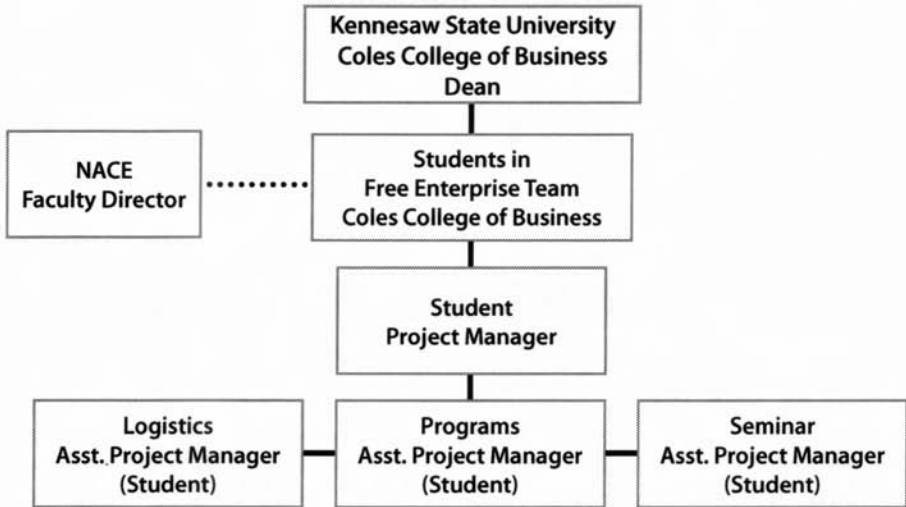 Kennesaw State University
Coles College of Business
Dean
NACE
Faculty Director
Students in
Free Enterprise Team
Coles College of Business
Student
Project Manager
Logistics
Asst. Project Manager
(Student)
Programs
Asst. Project Manager
(Student)
Seminar
Asst. Project Manager
(Student)